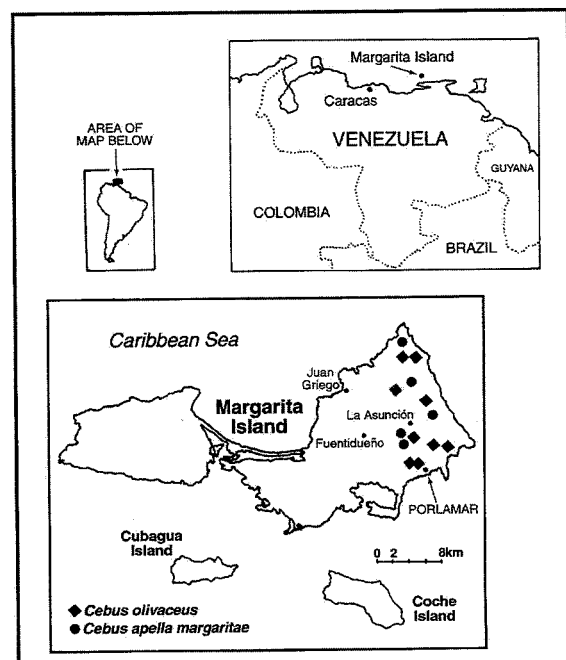 Margarita Island
Caracas
AREA OF
MAP BELOW
VENEZUELA
GUYANA
COLOMBIA
BRAZIL
Caribbean Sea
Juan
Griego
Margarita
Island
La Asunción
Fuentidueño
PORLAMAR
Cubagua
Island
0 2 8km
Coche
Island
Cebus olivaceus
Cebus apella margaritae